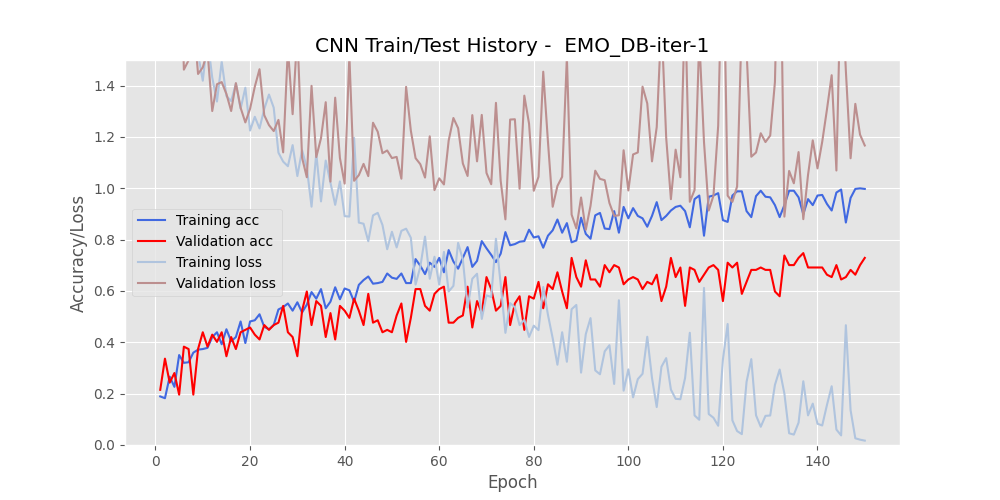 CNN Train/Test History -  EMO_DB-iter-1
Accuracy/Loss
1.4
1.2
1.0
0.8
0.6
0.4
0.2
0.0
Training acc
Validation acc
Training loss
Validation loss
0 20 40 60 80 100 120 140
Epoch